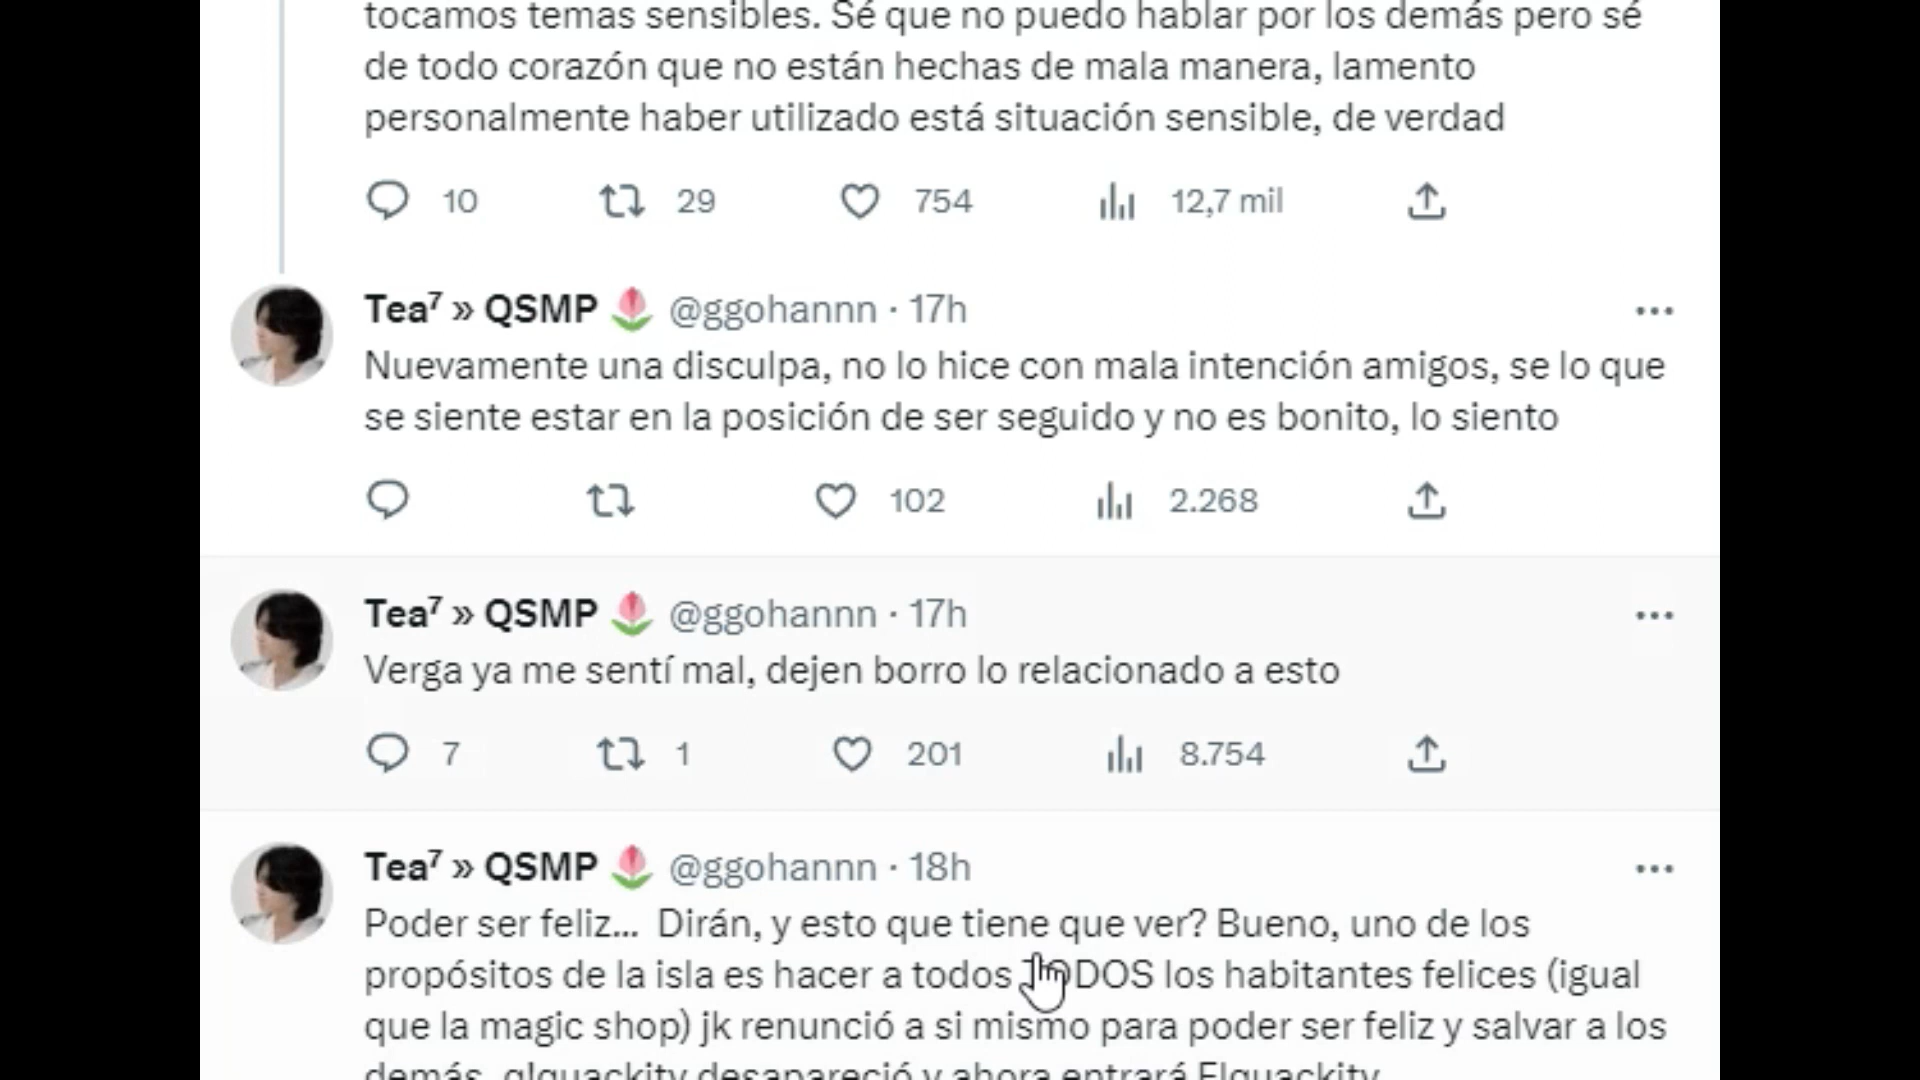 tocamos temas sensibles. Sé que no puedo hablar por los demás pero sé
de todo corazón que no están hechas de mala manera, lamento
personalmente haber utilizado está situación sensible, de verdad
10 29 754 12,7 mil
Tea⁷ » QSMP 🌷 @ggohannn · 17h
Nuevamente una disculpa, no lo hice con mala intención amigos, se lo que
se siente estar en la posición de ser seguido y no es bonito, lo siento
102 2.268
Tea⁷ » QSMP 🌷 @ggohannn · 17h
Verga ya me sentí mal, dejen borro lo relacionado a esto
7 1 201 8.754
Tea⁷ » QSMP 🌷 @ggohannn · 18h
Poder ser feliz... Dirán, y esto que tiene que ver? Bueno, uno de los
propósitos de la isla es hacer a todos TODOS los habitantes felices (igual
que la magic shop) jk renunció a si mismo para poder ser feliz y salvar a los
demás, q!quackity desapareció y ahora entrará Elquackity